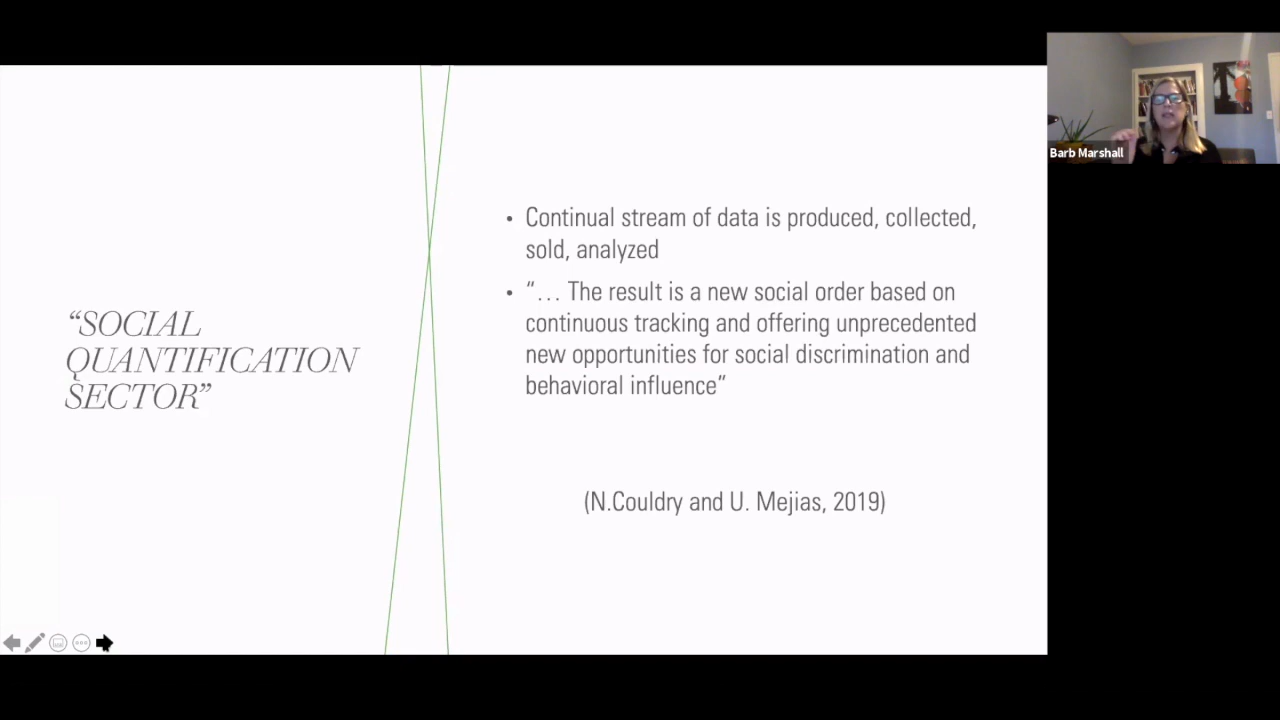 Barb Marshall
“SOCIAL
QUANTIFICATION
SECTOR”
• Continual stream of data is produced, collected,
sold, analyzed
• “… The result is a new social order based on
continuous tracking and offering unprecedented
new opportunities for social discrimination and
behavioral influence”
(N.Couldry and U. Mejias, 2019)